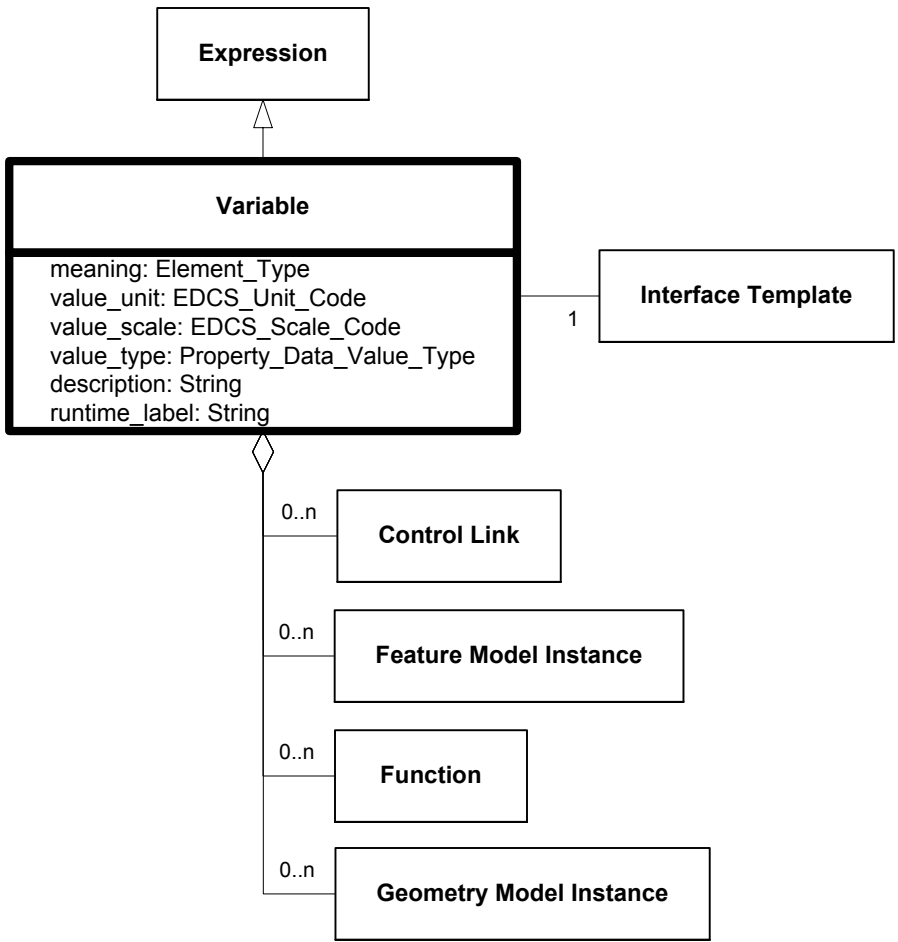 Expression
Variable
meaning: Element_Type
value_unit: EDCS_Unit_Code
value_scale: EDCS_Scale_Code
value_type: Property_Data_Value_Type
description: String
runtime_label: String
Interface Template
1
0..n
Control Link
0..n
Feature Model Instance
0..n
Function
0..n
Geometry Model Instance